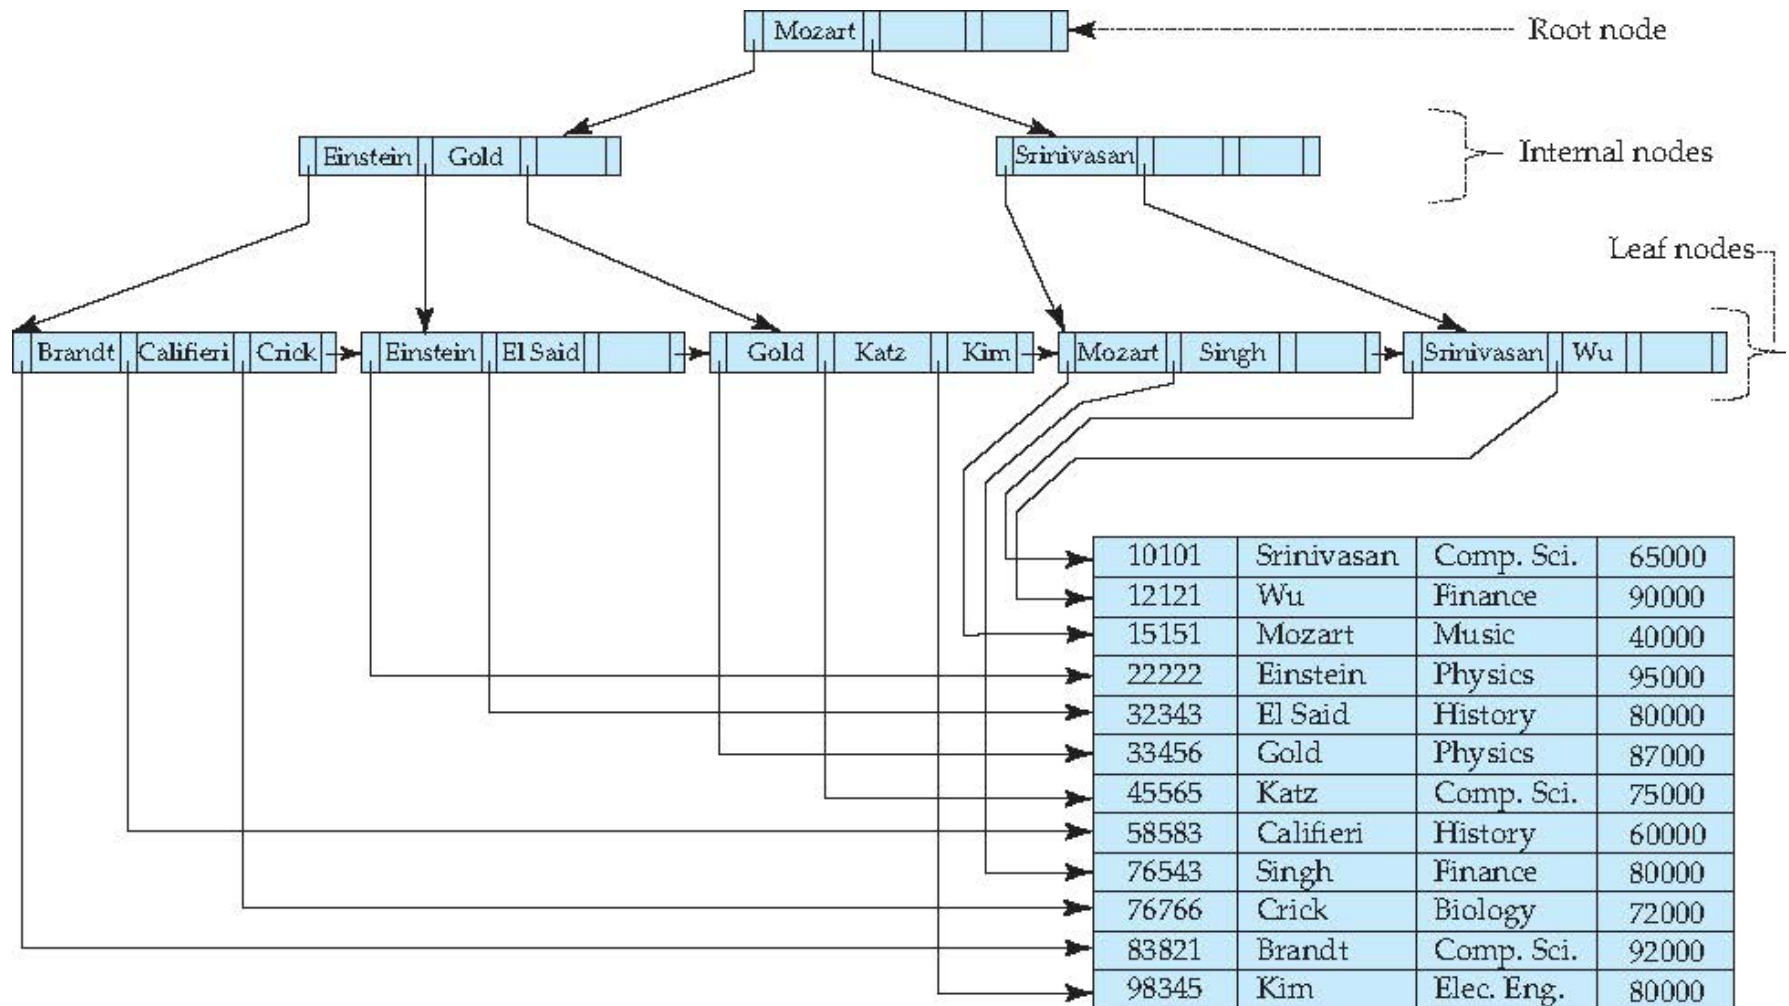 Mozart
Root node
Einstein Gold
Srinivasan
Internal nodes
Leaf nodes
Brandt Califieri Crick
Einstein El Said
Gold Katz Kim
Mozart Singh
Srinivasan Wu
10101 Srinivasan Comp. Sci. 65000
12121 Wu Finance 90000
15151 Mozart Music 40000
22222 Einstein Physics 95000
32343 El Said History 80000
33456 Gold Physics 87000
45565 Katz Comp. Sci. 75000
58583 Califieri History 60000
76543 Singh Finance 80000
76766 Crick Biology 72000
83821 Brandt Comp. Sci. 92000
98345 Kim Elec. Eng. 80000